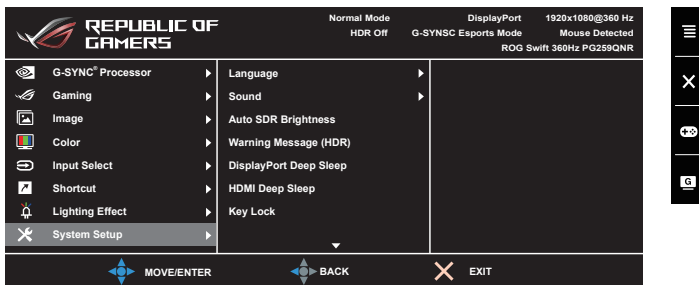 REPUBLIC OF
GAMERS
Normal Mode DisplayPort 1920x1080@360 Hz
HDR Off G-SYNSC Esports Mode Mouse Detected
ROG Swift 360Hz PG259QNR
G-SYNC® Processor
Gaming
Image
Color
Input Select
Shortcut
Lighting Effect
System Setup
Language
Sound
Auto SDR Brightness
Warning Message (HDR)
DisplayPort Deep Sleep
HDMI Deep Sleep
Key Lock
MOVE/ENTER BACK EXIT
G